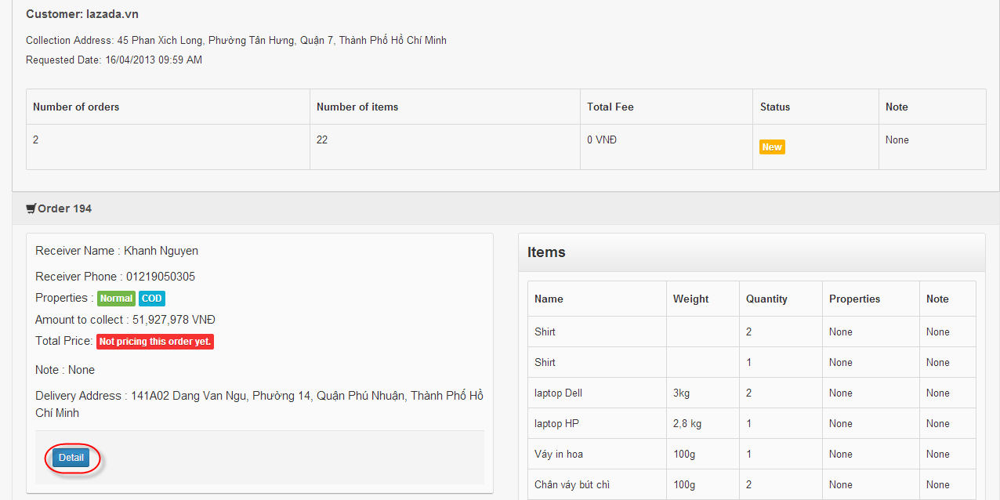 Customer: lazada.vn
Collection Address: 45 Phan Xich Long, Phường Tân Hưng, Quận 7, Thành Phố Hồ Chí Minh
Requested Date: 16/04/2013 09:59 AM
Number of orders Number of items Total Fee Status Note
2 22 0 VNĐ New None
Order 194
Receiver Name : Khanh Nguyen
Receiver Phone : 01219050305
Properties : Normal COD
Amount to collect : 51,927,978 VNĐ
Total Price: Not pricing this order yet.
Note : None
Delivery Address : 141A02 Dang Van Ngu, Phường 14, Quận Phú Nhuận, Thành Phố Hồ
Chí Minh
Detail
Items
Name Weight Quantity Properties Note
Shirt 2 None None
Shirt 1 None None
laptop Dell 3kg 2 None None
laptop HP 2,8 kg 1 None None
Váy in hoa 100g 1 None None
Chân váy bút chì 100g 2 None None